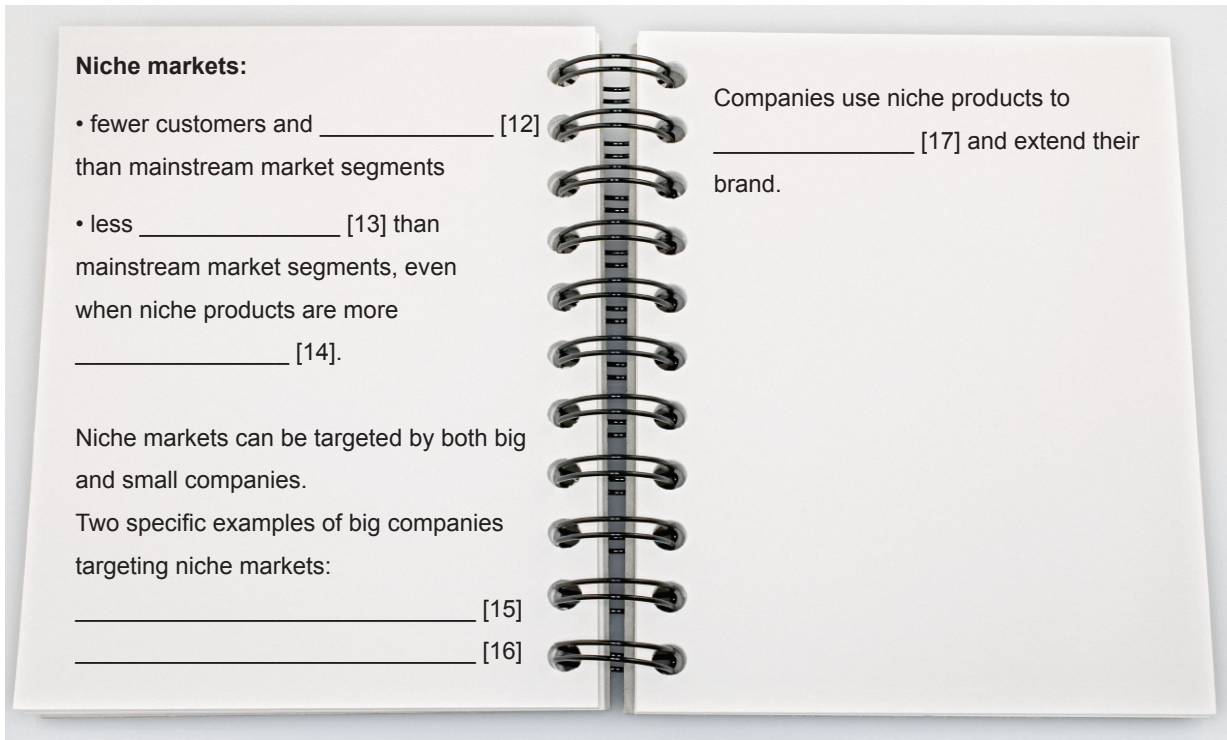 Niche markets:
• fewer customers and _____________ [12]
than mainstream market segments
• less _______________ [13] than
mainstream market segments, even
when niche products are more
________________ [14].
Niche markets can be targeted by both big
and small companies.
Two specific examples of big companies
targeting niche markets:
______________________________ [15]
______________________________ [16]
Companies use niche products to
_______________ [17] and extend their
brand.